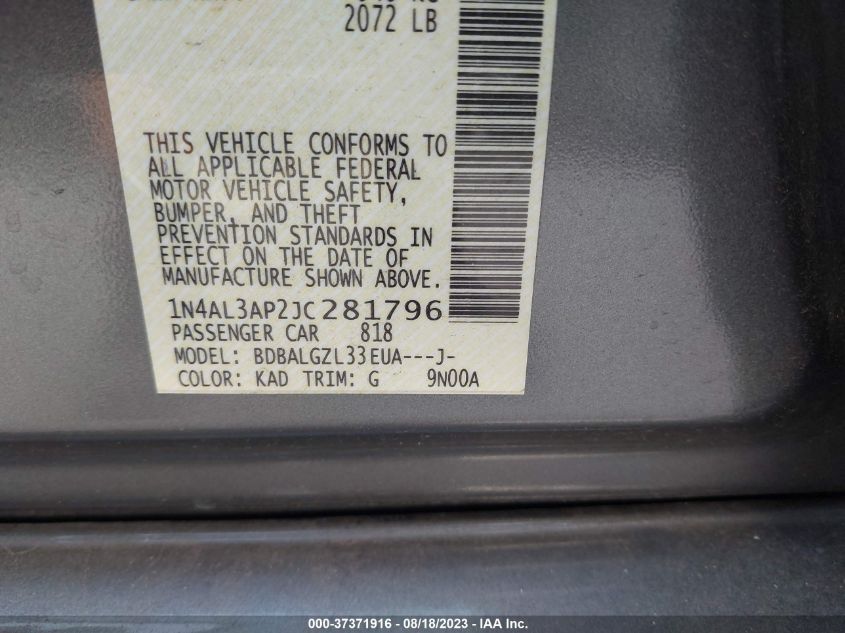 2072 LB
THIS VEHICLE CONFORMS TO
ALL APPLICABLE FEDERAL
MOTOR VEHICLE SAFETY,
BUMPER, AND THEFT
PREVENTION STANDARDS IN
EFFECT ON THE DATE OF
MANUFACTURE SHOWN ABOVE.
1N4AL3AP2JC281796
PASSENGER CAR 818
MODEL: BDBALGZL33EUA---J-
COLOR: KAD TRIM: G 9N00A
000-37371916 - 08/18/2023 - IAA Inc.